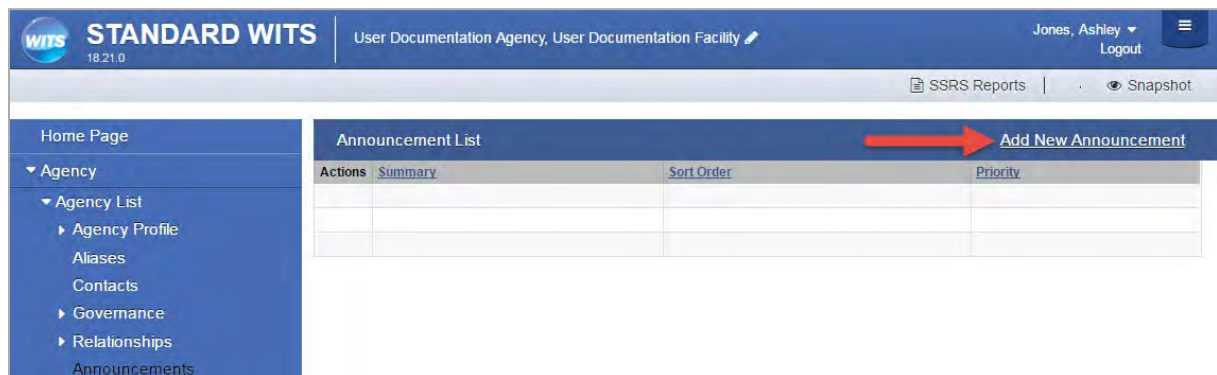 WITS STANDARD WITS
18.21.0
User Documentation Agency, User Documentation Facility
Jones, Ashley
Logout
SSRS Reports | Snapshot
Home Page
Agency
Agency List
Agency Profile
Aliases
Contacts
Governance
Relationships
Announcements
Announcement List Add New Announcement
Actions Summary Sort Order Priority